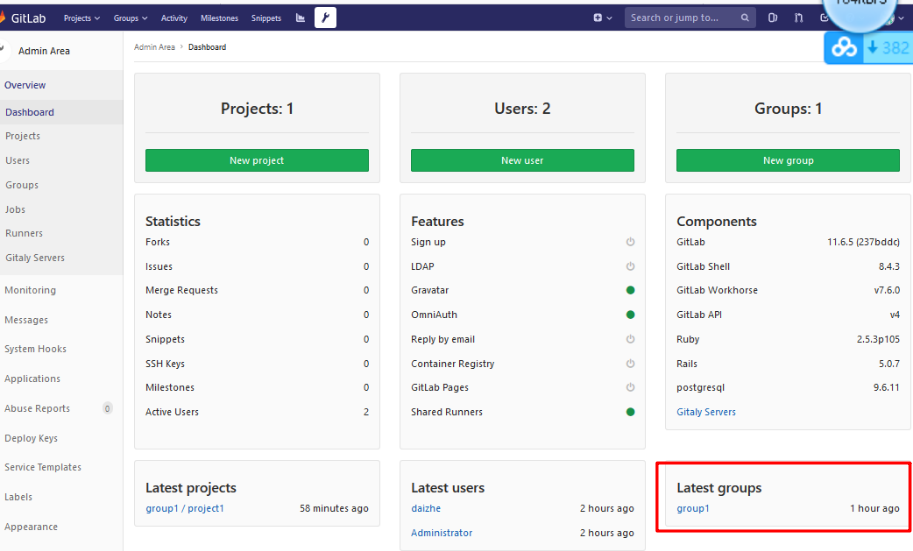 GitLab Projects Groups Activity Milestones Snippets Search or jump to...
Admin Area
Admin Area › Dashboard
382
Overview
Dashboard
Projects
Users
Groups
Jobs
Runners
Gitaly Servers
Monitoring
Messages
System Hooks
Applications
Abuse Reports 0
Deploy Keys
Service Templates
Labels
Appearance
Projects: 1
New project
Users: 2
New user
Groups: 1
New group
Statistics
Forks 0
Issues 0
Merge Requests 0
Notes 0
Snippets 0
SSH Keys 0
Milestones 0
Active Users 2
Features
Sign up
LDAP
Gravatar
OmniAuth
Reply by email
Container Registry
GitLab Pages
Shared Runners
Components
GitLab 11.6.5 (237bddc)
GitLab Shell 8.4.3
GitLab Workhorse v7.6.0
GitLab API v4
Ruby 2.5.3p105
Rails 5.0.7
postgresql 9.6.11
Gitaly Servers
Latest projects
group1 / project1 58 minutes ago
Latest users
daizhe 2 hours ago
Administrator 2 hours ago
Latest groups
group1 1 hour ago